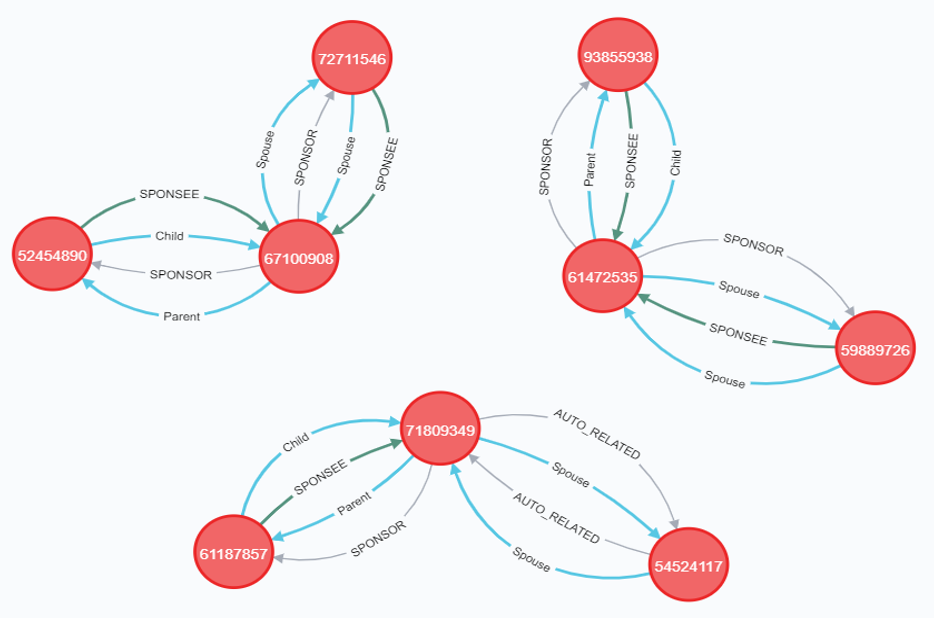 72711546
Spouse
SPONSOR
Spouse
SPONSEE
SPONSEE
52454890
Child
67100908
SPONSOR
Parent
93855938
SPONSOR
Parent
SPONSEE
Child
61472535
SPONSOR
Spouse
SPONSEE
59889726
Spouse
71809349
AUTO_RELATED
Child
SPONSEE
Spouse
Parent
AUTO_RELATED
SPONSOR
61187857
Spouse
54524117